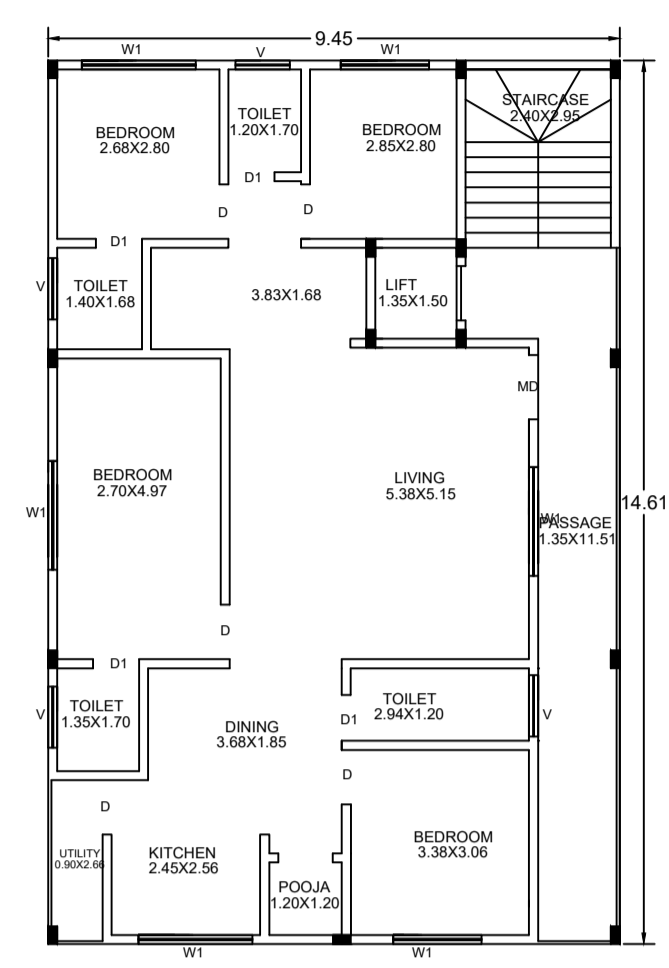 9.45
W1
V
W1
TOILET
1.20X1.70
STAIRCASE
2.40X2.95
BEDROOM
2.68X2.80
BEDROOM
2.85X2.80
D1
D
D
D1
V
TOILET
1.40X1.68
3.83X1.68
LIFT
1.35X1.50
MD
BEDROOM
2.70X4.97
LIVING
5.38X5.15
14.61
W1
W1
PASSAGE
1.35X11.51
D
D1
V
TOILET
1.35X1.70
TOILET
2.94X1.20
V
D1
DINING
3.68X1.85
D
D
BEDROOM
3.38X3.06
UTILITY
0.90X2.66
KITCHEN
2.45X2.56
POOJA
1.20X1.20
W1
W1